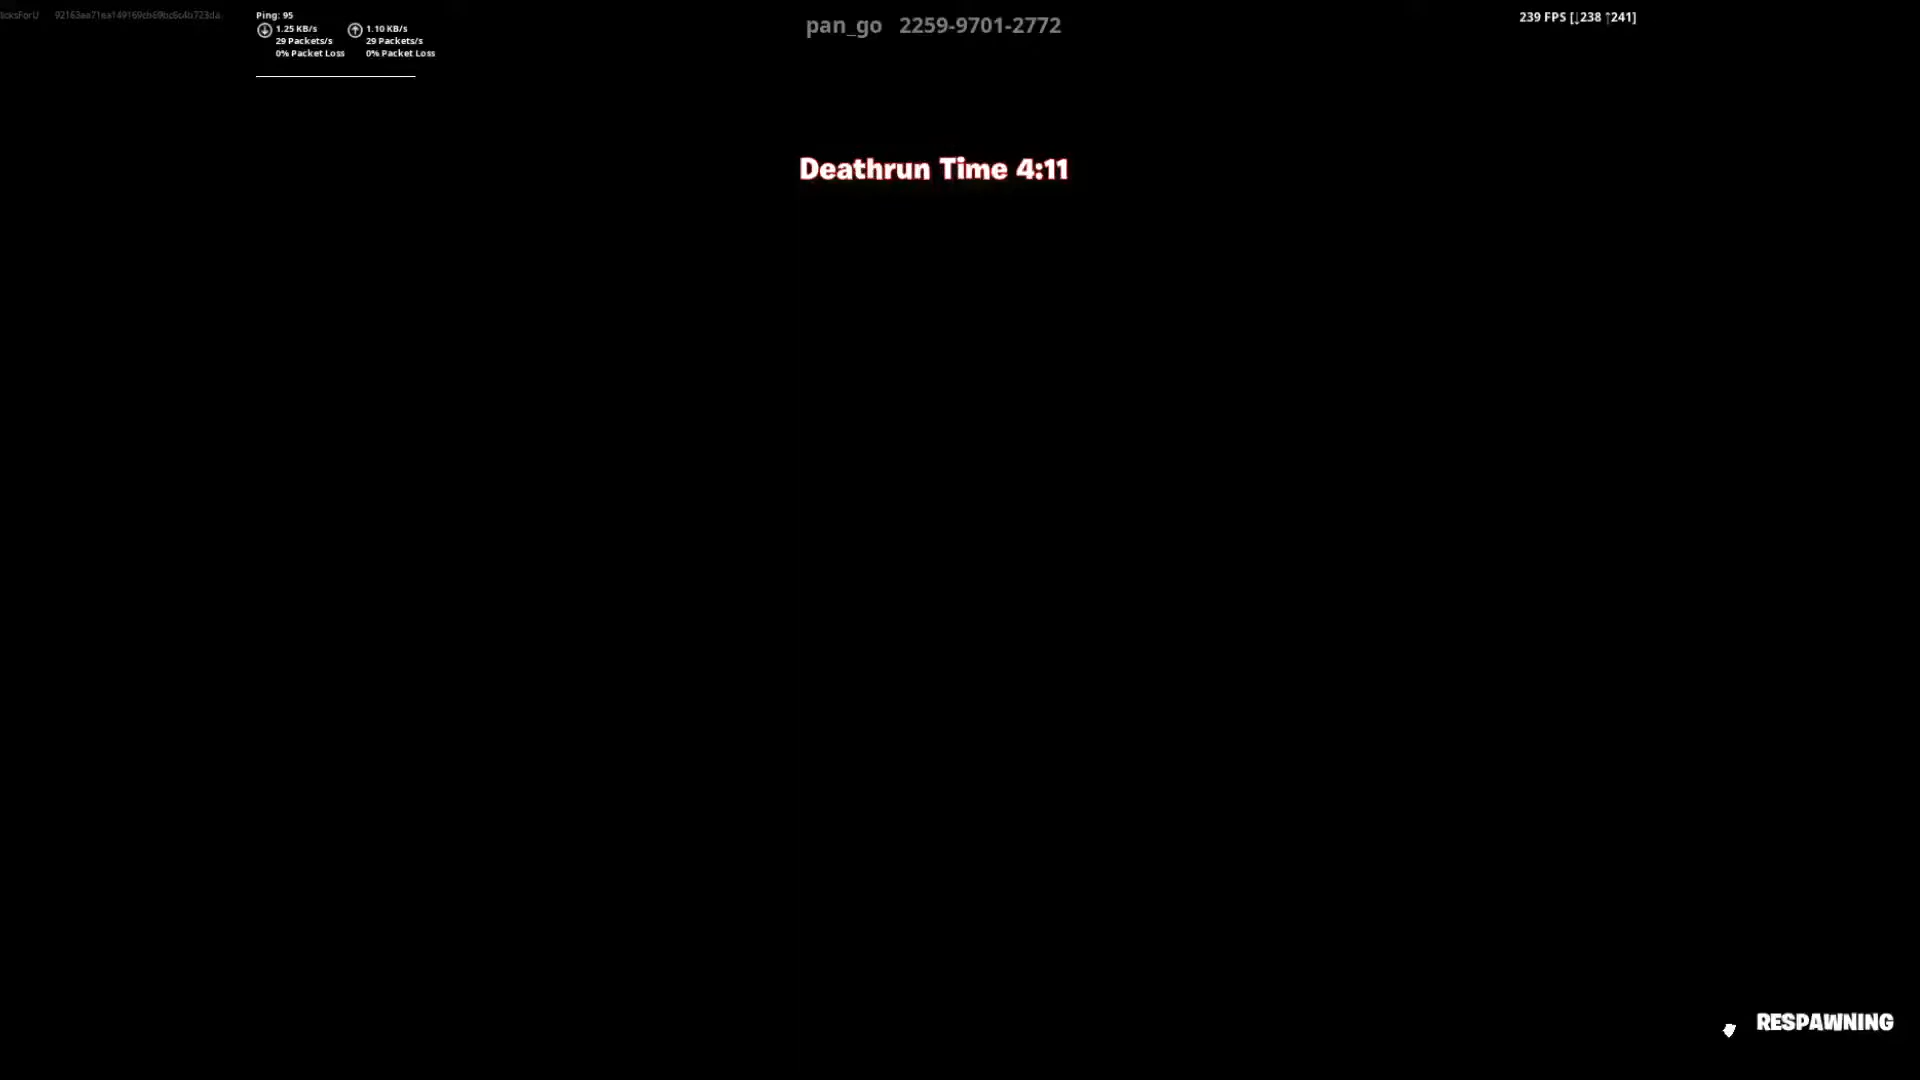 Ping: 95
1.25 KB/s 1.10 KB/s
29 Packets/s 29 Packets/s
0% Packet Loss 0% Packet Loss
pan_go 2259-9701-2772
239 FPS [↓238 ↑241]
Deathrun Time 4:11
RESPAWNING